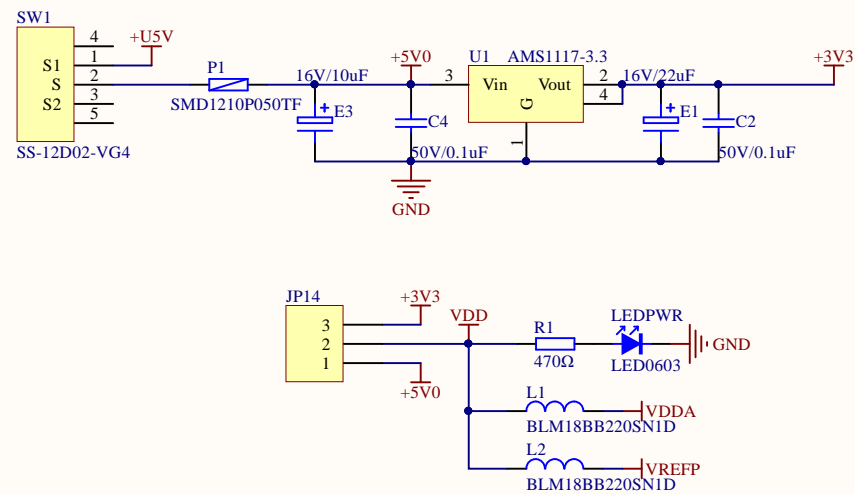 SW1
4
+U5V
S1
1
S
2
S2
3
5
SS-12D02-VG4
P1
SMD1210P050TF
16V/10uF
+
E3
+5V0
C4
50V/0.1uF
GND
U1
AMS1117-3.3
3
Vin
Vout
2
4
G
1
16V/22uF
+
E1
C2
50V/0.1uF
+3V3
JP14
3
2
1
+3V3
+5V0
VDD
R1
470Ω
LEDPWR
LED0603
GND
L1
BLM18BB220SN1D
VDDA
L2
BLM18BB220SN1D
VREFP